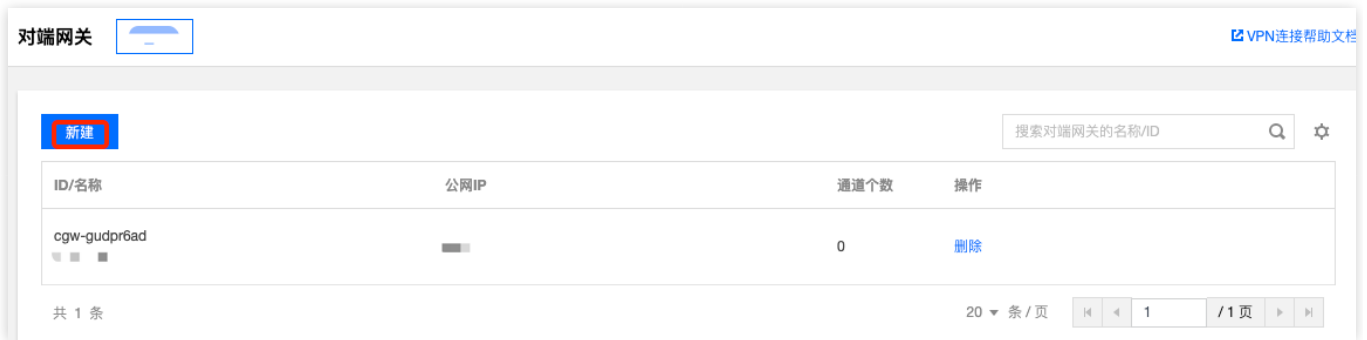 对端网关
VPN连接帮助文档
新建
搜索对端网关的名称/ID
ID/名称 公网IP 通道个数 操作
cgw-gudpr6ad
0 删除
共 1 条 20 条 / 页 1 / 1 页